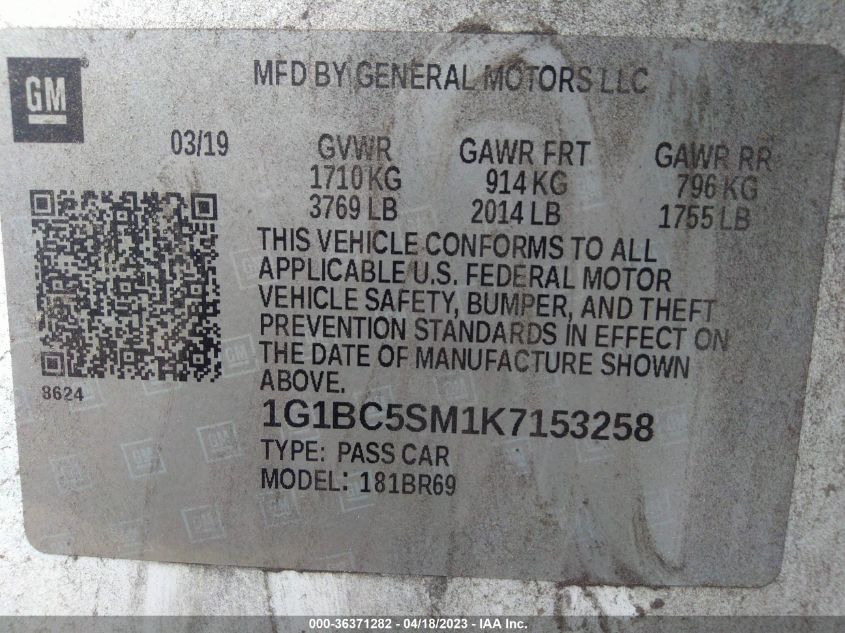 GM
MFD BY GENERAL MOTORS LLC
03/19 GVWR GAWR FRT GAWR RR
1710 KG 914 KG 796 KG
3769 LB 2014 LB 1755 LB
THIS VEHICLE CONFORMS TO ALL
APPLICABLE U.S. FEDERAL MOTOR
VEHICLE SAFETY, BUMPER, AND THEFT
PREVENTION STANDARDS IN EFFECT ON
THE DATE OF MANUFACTURE SHOWN
ABOVE.
8624
1G1BC5SM1K7153258
TYPE: PASS CAR
MODEL: 181BR69
000-36371282 - 04/18/2023 - IAA Inc.